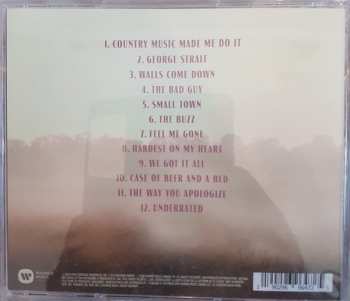 1. COUNTRY MUSIC MADE ME DO IT
2. GEORGE STRAIT
3. WALLS COME DOWN
4. THE BAD GUY
5. SMALL TOWN
6. THE BUZZ
7. FEEL ME GONE
8. HARDEST ON MY HEART
9. WE GOT IT ALL
10. CASE OF BEER AND A BED
11. THE WAY YOU APOLOGIZE
12. UNDERRATED